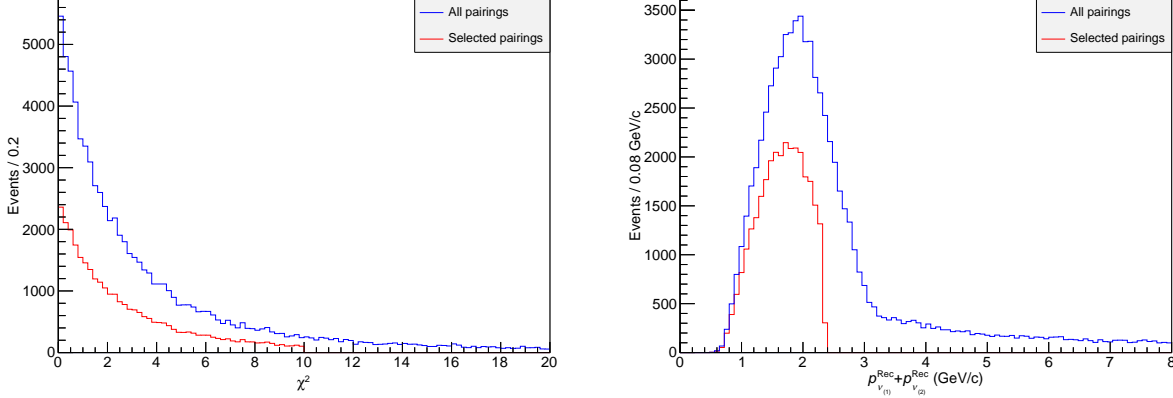 All pairings
Selected pairings
Events / 0.2
5000
4000
3000
2000
1000
0
0 2 4 6 8 10 12 14 16 18 20
χ²
All pairings
Selected pairings
Events / 0.08 GeV/c
3500
3000
2500
2000
1500
1000
500
0
0 1 2 3 4 5 6 7 8
p^Rec_ν(1)+p^Rec_ν(2) (GeV/c)